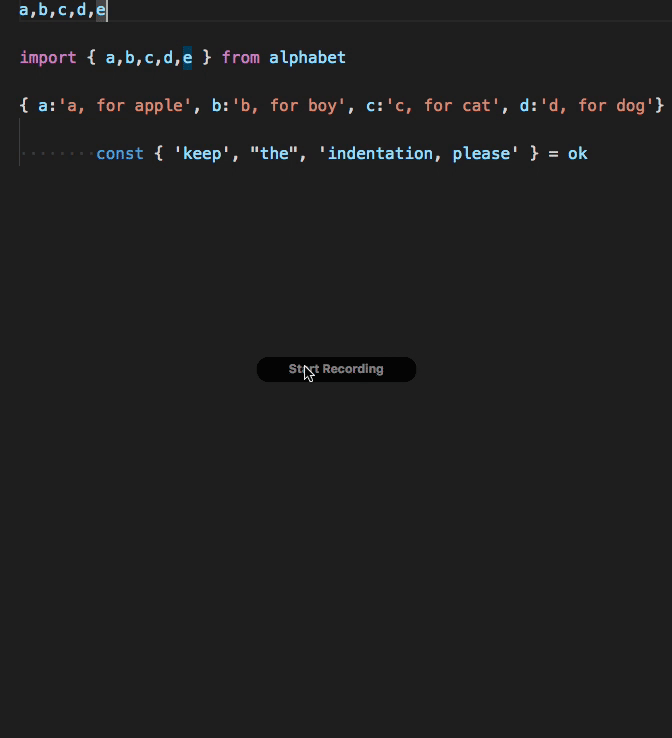 a,b,c,d,e
import { a,b,c,d,e } from alphabet
{ a:'a, for apple', b:'b, for boy', c:'c, for cat', d:'d, for dog'}
        const { 'keep', "the", 'indentation, please' } = ok
Start Recording